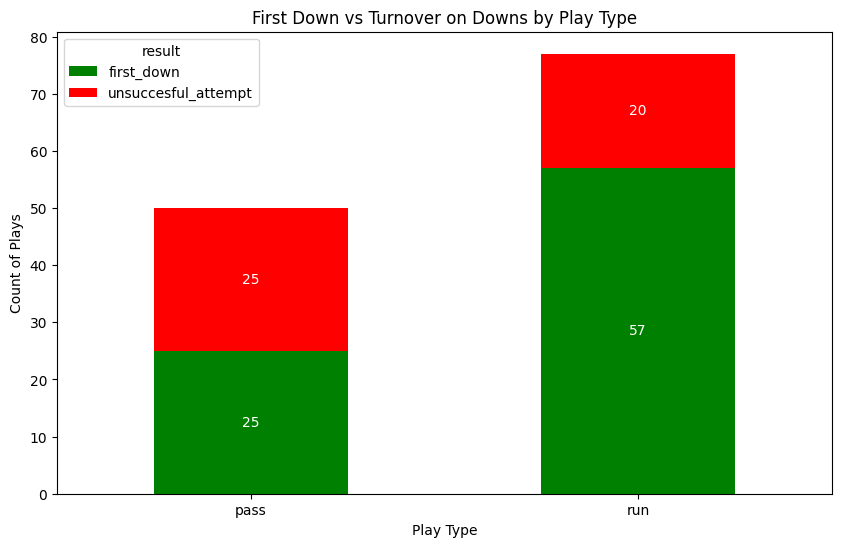 First Down vs Turnover on Downs by Play Type
result
first_down
unsuccesful_attempt
80
70
60
50
40
30
20
10
0
Count of Plays
25
25
20
57
pass
run
Play Type